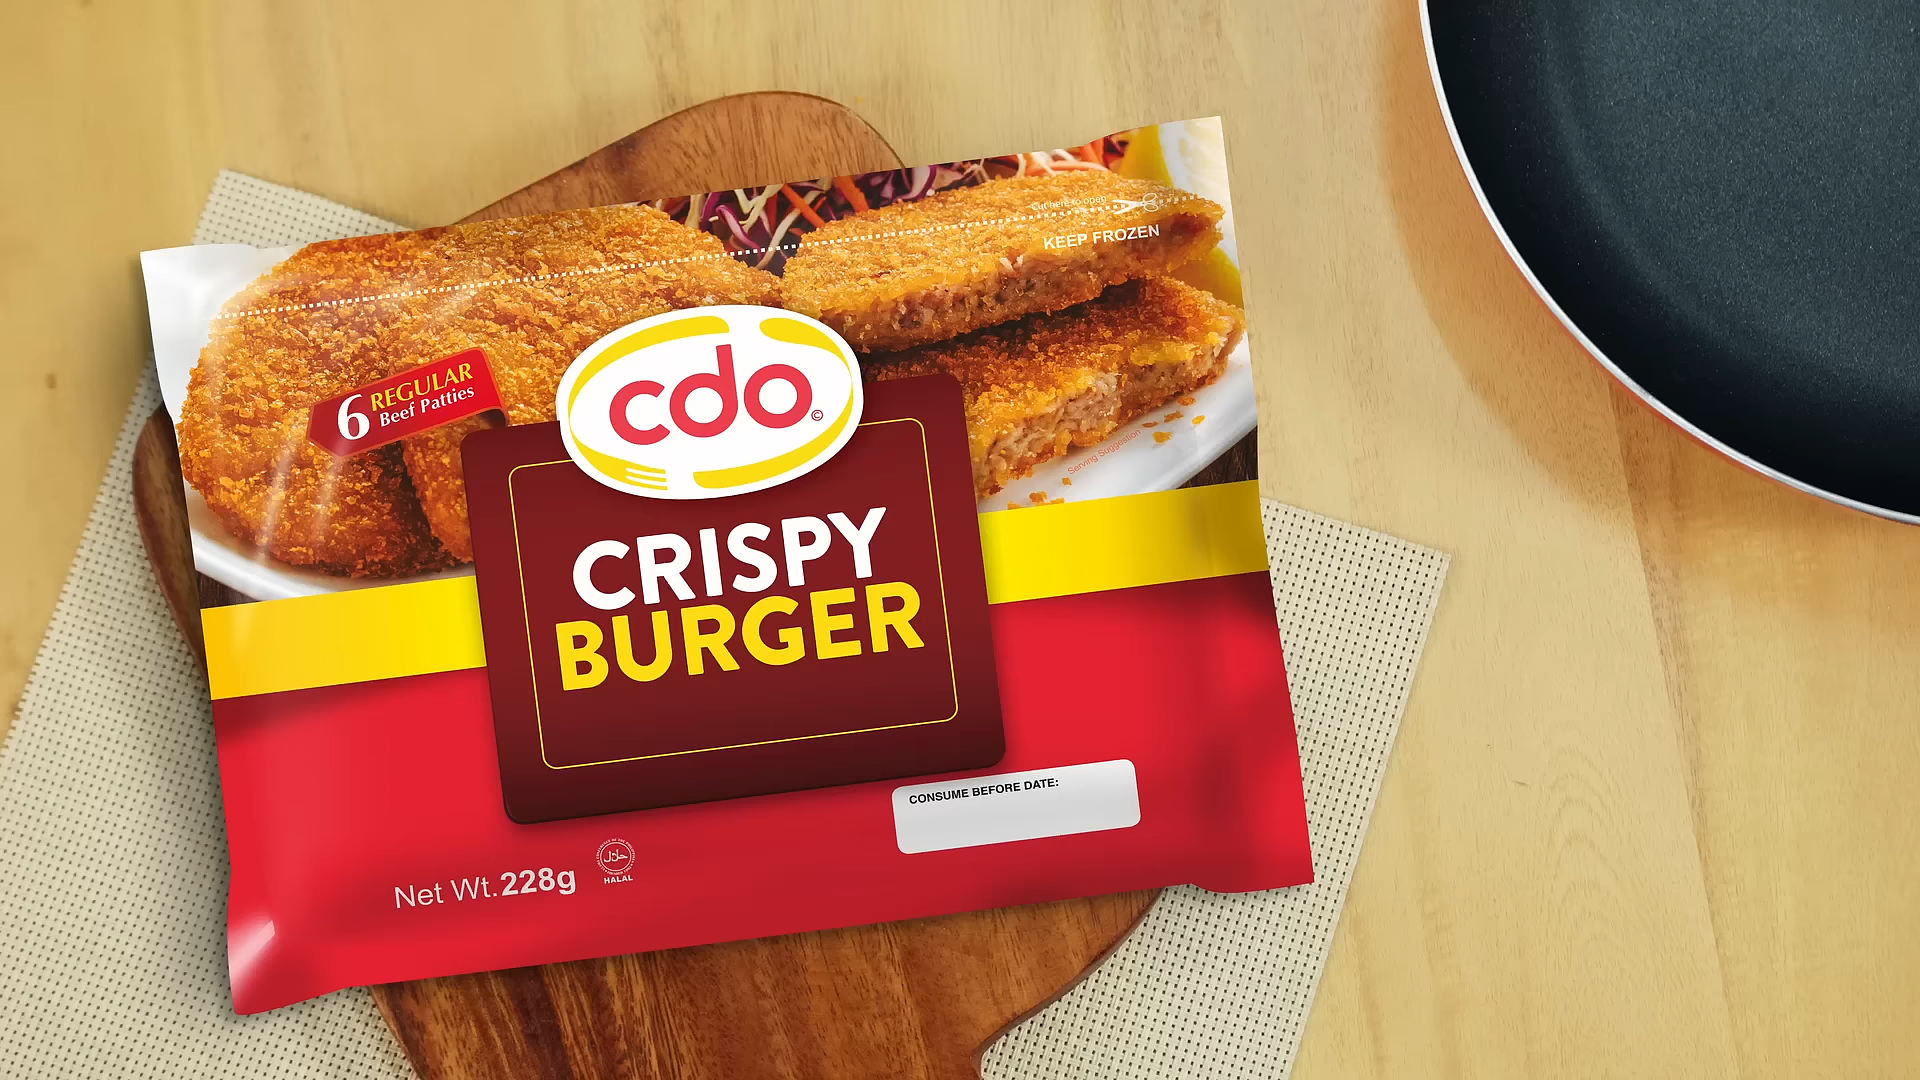 Cut here to open
KEEP FROZEN
cdo
©
6 REGULAR
Beef Patties
Serving Suggestion
CRISPY
BURGER
CONSUME BEFORE DATE:
Net Wt. 228g
حلال
HALAL